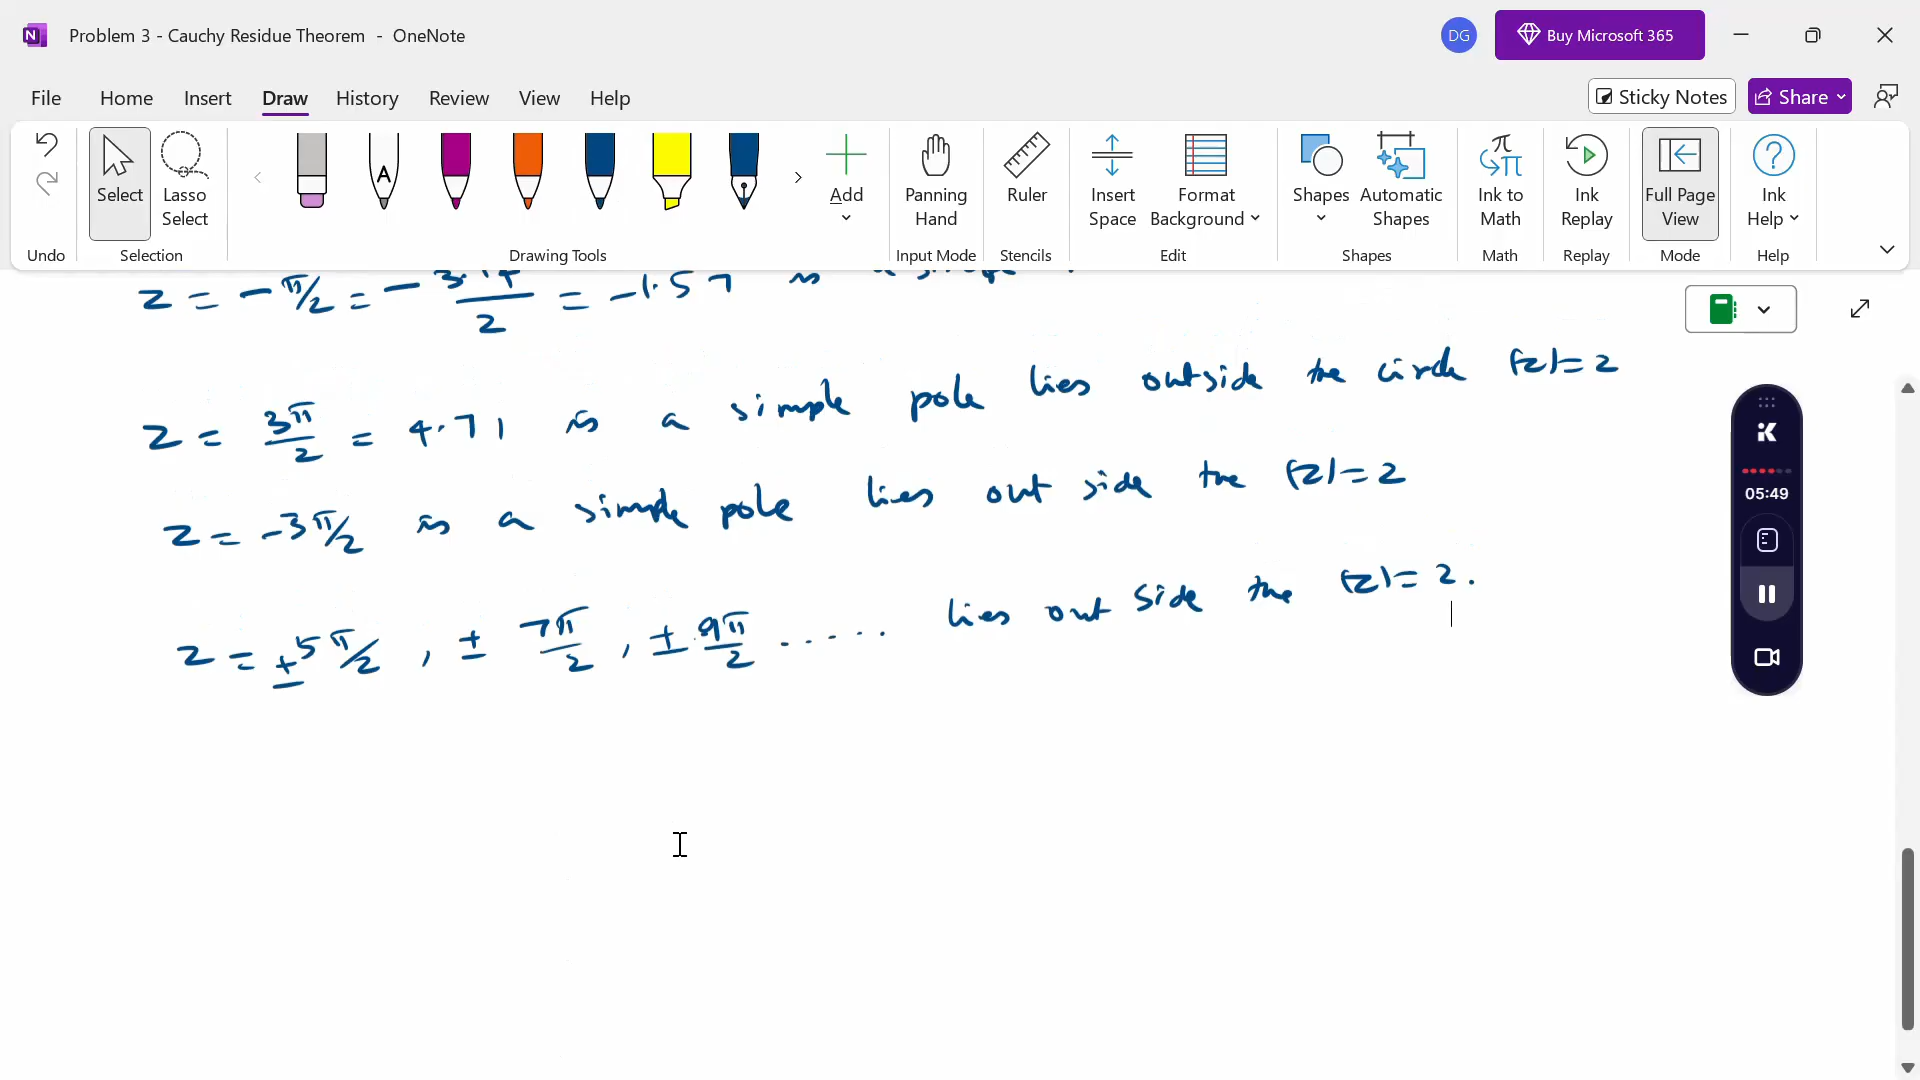 Problem 3 - Cauchy Residue Theorem - OneNote
DG
Buy Microsoft 365
File Home Insert Draw History Review View Help
Sticky Notes
Share
Select
Lasso Select
A
Add
Panning Hand
Ruler
Insert Space
Format Background
Shapes
Automatic Shapes
Ink to Math
Ink Replay
Full Page View
Ink Help
Undo Selection Drawing Tools Input Mode Stencils Edit Shapes Math Replay Mode Help
z = -π/2 = -3.14/2 = -1.57 is a
z = 3π/2 = 4.71 is a simple pole lies outside the circle |z|=2
z = -3π/2 is a simple pole lies out side the |z|=2
z = ±5π/2, ± 7π/2, ± 9π/2 ..... lies out side the |z|=2.
05:49